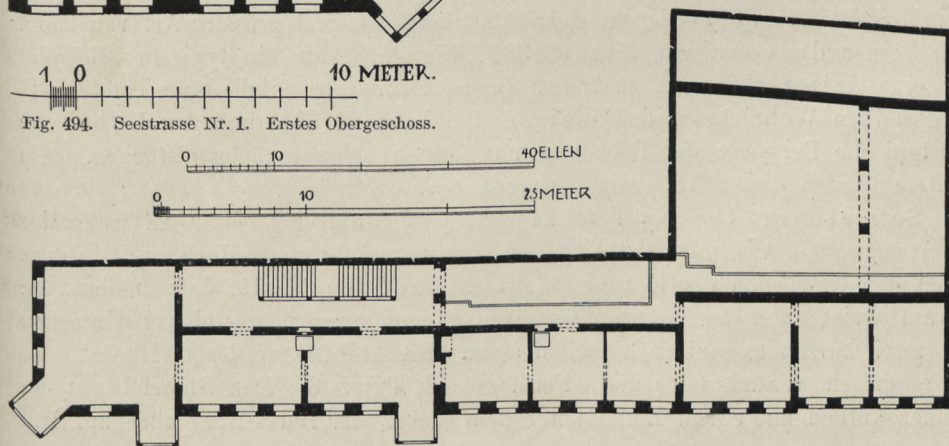 1 0 10 METER.
Fig. 494. Seestrasse Nr. 1. Erstes Obergeschoss.
0 10 40 ELLEN
0 10 25 METER